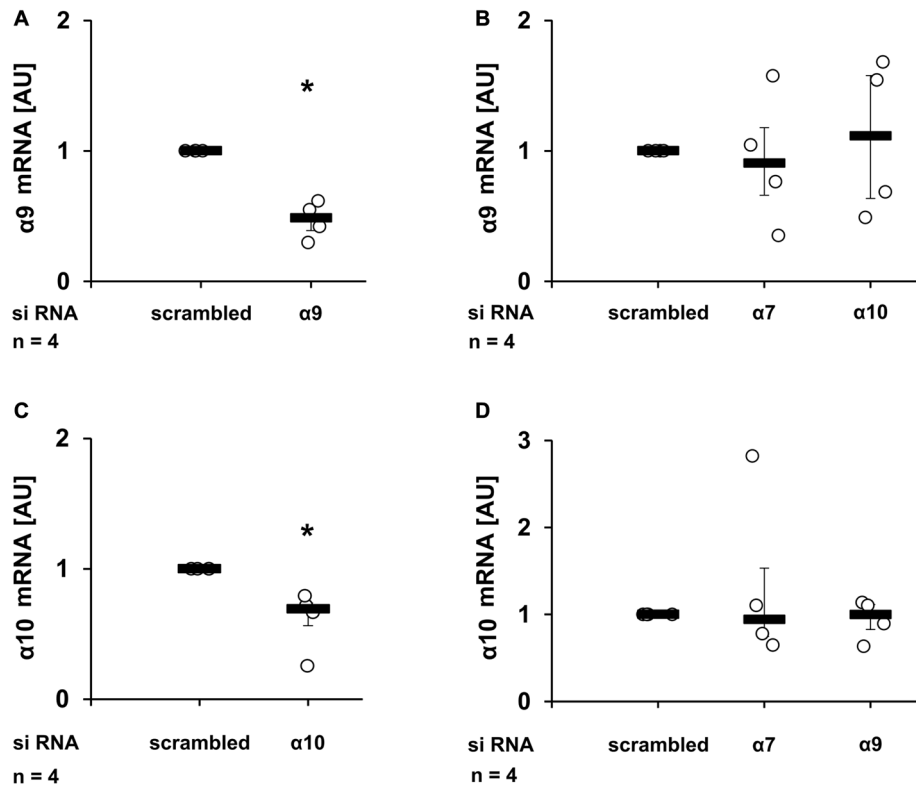 A
α9 mRNA [AU]
2
1
0
*
si RNA scrambled α9
n = 4
B
α9 mRNA [AU]
2
1
0
si RNA scrambled α7 α10
n = 4
C
α10 mRNA [AU]
2
1
0
*
si RNA scrambled α10
n = 4
D
α10 mRNA [AU]
3
2
1
0
si RNA scrambled α7 α9
n = 4